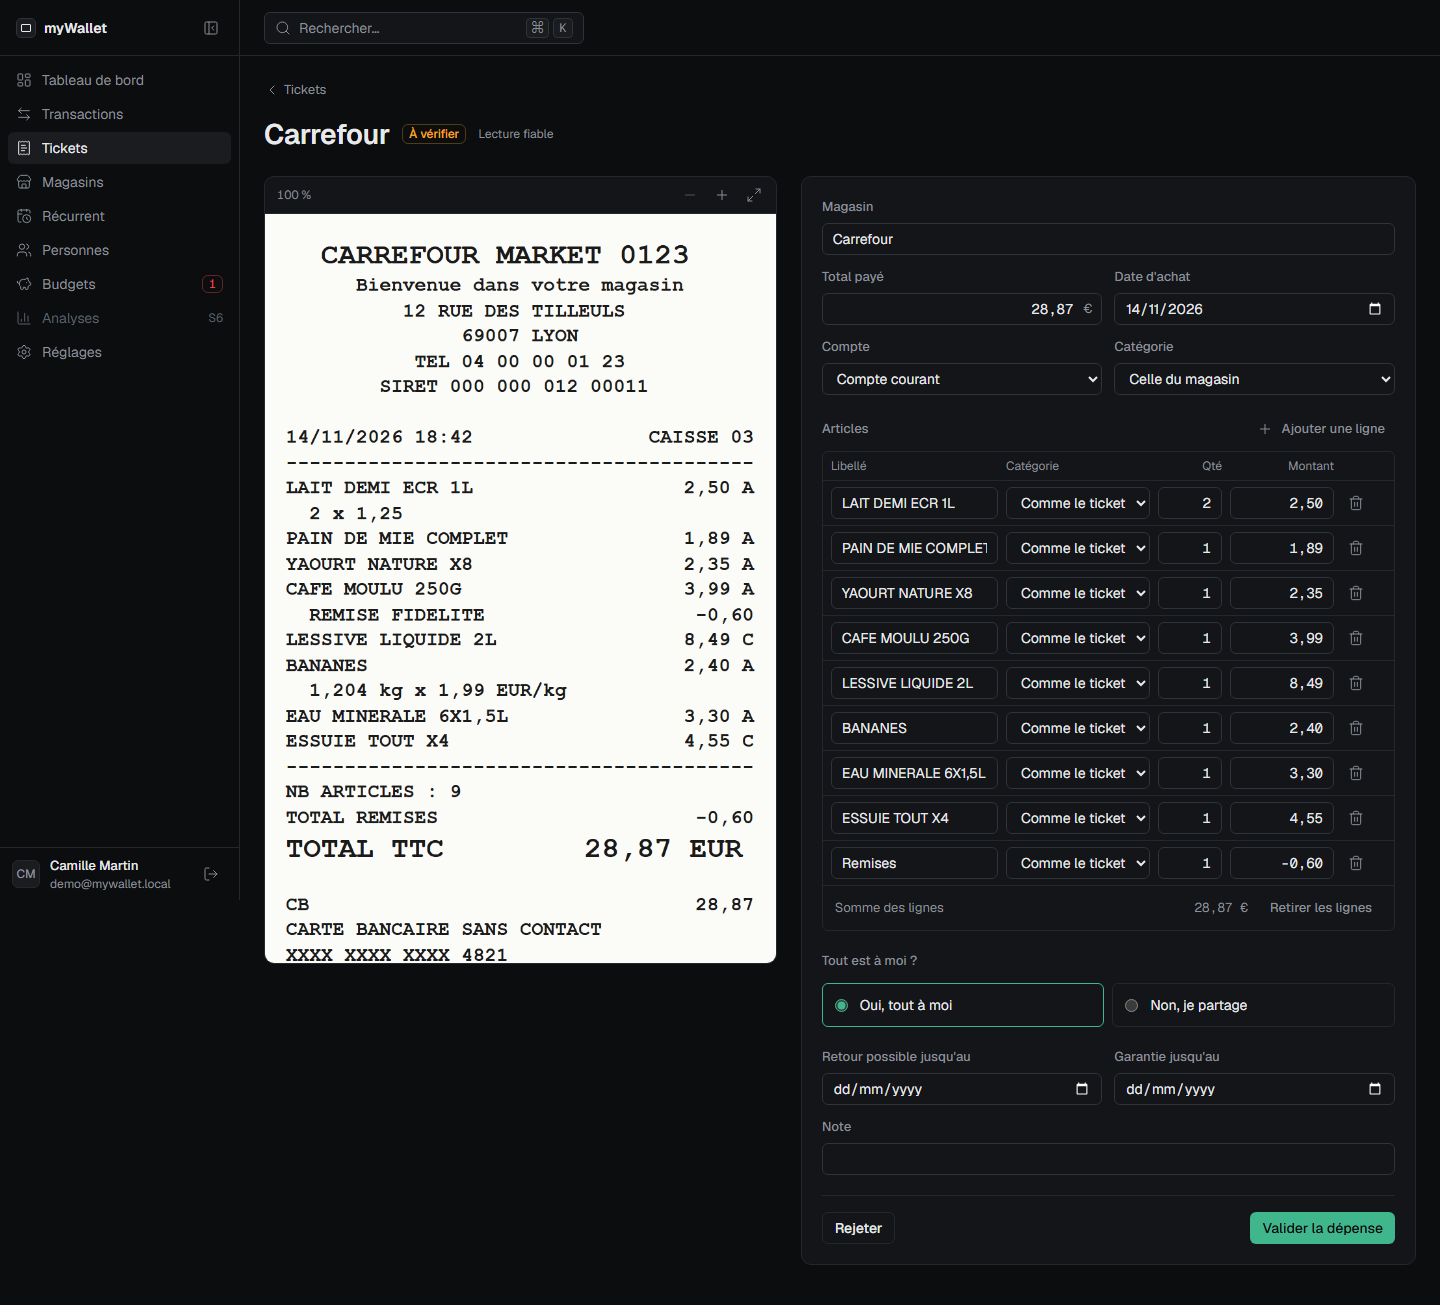 myWallet
Rechercher…
⌘ K
Tableau de bord
Transactions
Tickets
Magasins
Récurrent
Personnes
Budgets 1
Analyses S6
Réglages
CM
Camille Martin
demo@mywallet.local
Tickets
Carrefour À vérifier Lecture fiable
100 %
CARREFOUR MARKET 0123
Bienvenue dans votre magasin
12 RUE DES TILLEULS
69007 LYON
TEL 04 00 00 01 23
SIRET 000 000 012 00011
14/11/2026 18:42 CAISSE 03
----------------------------------------
LAIT DEMI ECR 1L 2,50 A
2 x 1,25
PAIN DE MIE COMPLET 1,89 A
YAOURT NATURE X8 2,35 A
CAFE MOULU 250G 3,99 A
REMISE FIDELITE -0,60
LESSIVE LIQUIDE 2L 8,49 C
BANANES 2,40 A
1,204 kg x 1,99 EUR/kg
EAU MINERALE 6X1,5L 3,30 A
ESSUIE TOUT X4 4,55 C
----------------------------------------
NB ARTICLES : 9
TOTAL REMISES -0,60
TOTAL TTC 28,87 EUR
CB 28,87
CARTE BANCAIRE SANS CONTACT
XXXX XXXX XXXX 4821
Magasin
Carrefour
Total payé Date d'achat
28,87 € 14/11/2026
Compte Catégorie
Compte courant Celle du magasin
Articles Ajouter une ligne
Libellé Catégorie Qté Montant
LAIT DEMI ECR 1L Comme le ticket 2 2,50
PAIN DE MIE COMPLET Comme le ticket 1 1,89
YAOURT NATURE X8 Comme le ticket 1 2,35
CAFE MOULU 250G Comme le ticket 1 3,99
LESSIVE LIQUIDE 2L Comme le ticket 1 8,49
BANANES Comme le ticket 1 2,40
EAU MINERALE 6X1,5L Comme le ticket 1 3,30
ESSUIE TOUT X4 Comme le ticket 1 4,55
Remises Comme le ticket 1 -0,60
Somme des lignes 28,87 € Retirer les lignes
Tout est à moi ?
Oui, tout à moi Non, je partage
Retour possible jusqu'au Garantie jusqu'au
dd/mm/yyyy dd/mm/yyyy
Note
Rejeter Valider la dépense